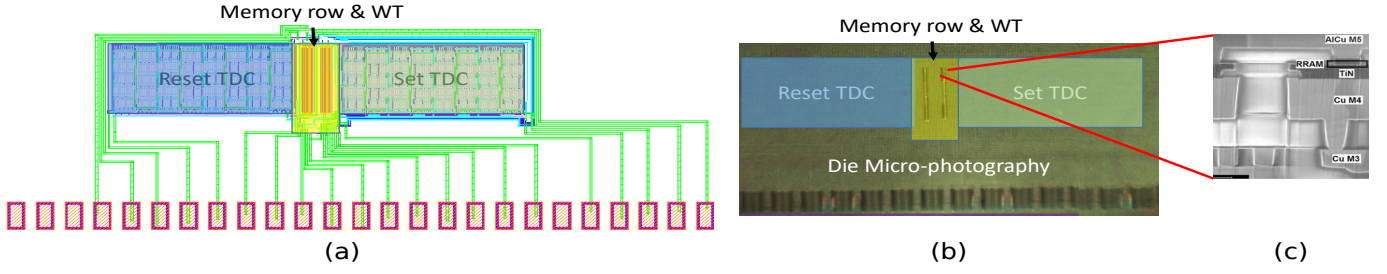 Memory row & WT
Reset TDC
Set TDC
(a)
Memory row & WT
Reset TDC
Set TDC
Die Micro-photography
(b)
AlCu M5
RRAM
TiN
Cu M4
Cu M3
(c)